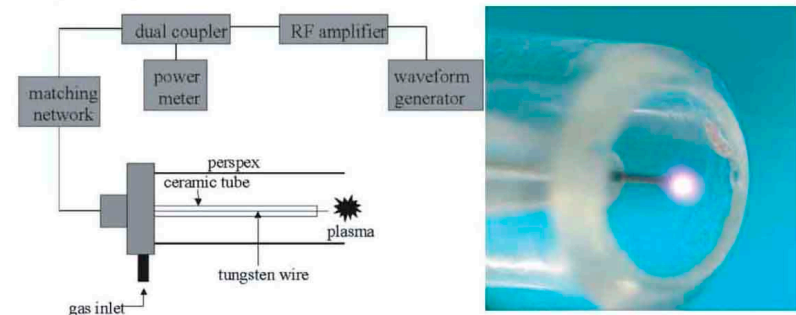 dual coupler
RF amplifier
power
meter
waveform
generator
matching
network
perspex
ceramic tube
plasma
tungsten wire
gas inlet